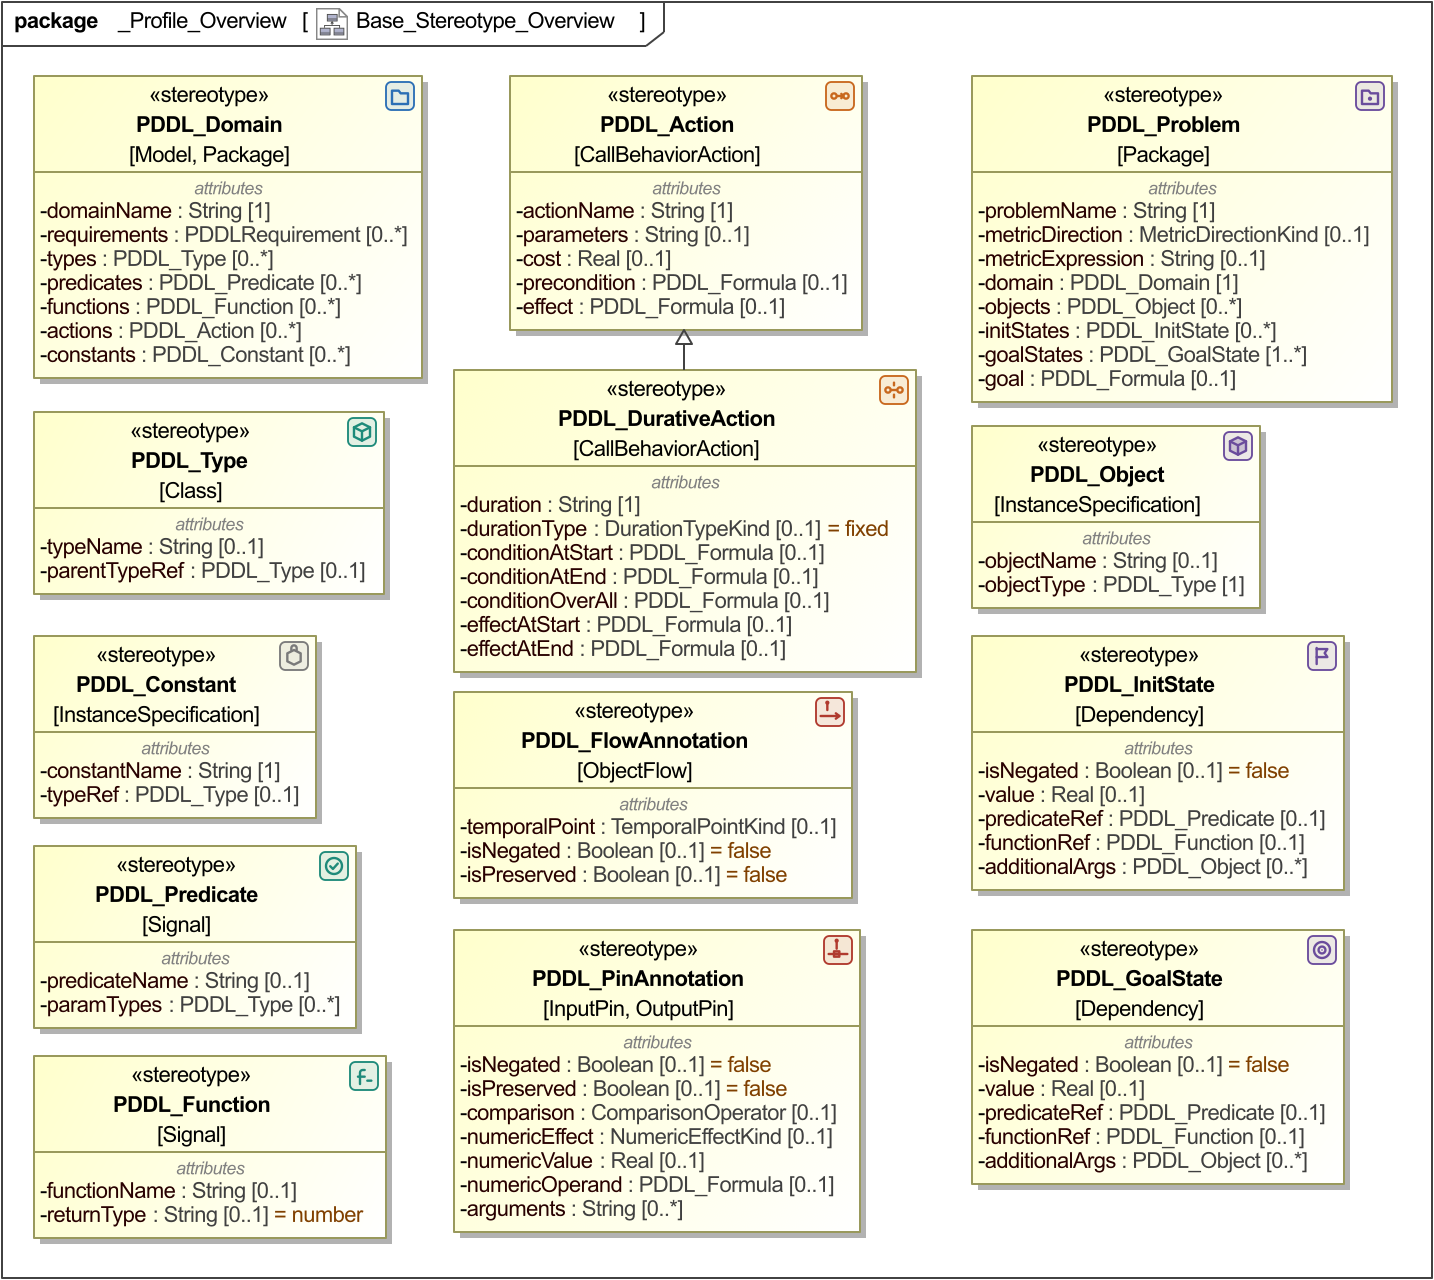 package _Profile_Overview [ Base_Stereotype_Overview ]
«stereotype»
PDDL_Domain
[Model, Package]
attributes
-domainName : String [1]
-requirements : PDDLRequirement [0..*]
-types : PDDL_Type [0..*]
-predicates : PDDL_Predicate [0..*]
-functions : PDDL_Function [0..*]
-actions : PDDL_Action [0..*]
-constants : PDDL_Constant [0..*]
«stereotype»
PDDL_Type
[Class]
attributes
-typeName : String [0..1]
-parentTypeRef : PDDL_Type [0..1]
«stereotype»
PDDL_Constant
[InstanceSpecification]
attributes
-constantName : String [1]
-typeRef : PDDL_Type [0..1]
«stereotype»
PDDL_Predicate
[Signal]
attributes
-predicateName : String [0..1]
-paramTypes : PDDL_Type [0..*]
«stereotype»
PDDL_Function
[Signal]
attributes
-functionName : String [0..1]
-returnType : String [0..1] = number
«stereotype»
PDDL_Action
[CallBehaviorAction]
attributes
-actionName : String [1]
-parameters : String [0..1]
-cost : Real [0..1]
-precondition : PDDL_Formula [0..1]
-effect : PDDL_Formula [0..1]
«stereotype»
PDDL_DurativeAction
[CallBehaviorAction]
attributes
-duration : String [1]
-durationType : DurationTypeKind [0..1] = fixed
-conditionAtStart : PDDL_Formula [0..1]
-conditionAtEnd : PDDL_Formula [0..1]
-conditionOverAll : PDDL_Formula [0..1]
-effectAtStart : PDDL_Formula [0..1]
-effectAtEnd : PDDL_Formula [0..1]
«stereotype»
PDDL_FlowAnnotation
[ObjectFlow]
attributes
-temporalPoint : TemporalPointKind [0..1]
-isNegated : Boolean [0..1] = false
-isPreserved : Boolean [0..1] = false
«stereotype»
PDDL_PinAnnotation
[InputPin, OutputPin]
attributes
-isNegated : Boolean [0..1] = false
-isPreserved : Boolean [0..1] = false
-comparison : ComparisonOperator [0..1]
-numericEffect : NumericEffectKind [0..1]
-numericValue : Real [0..1]
-numericOperand : PDDL_Formula [0..1]
-arguments : String [0..*]
«stereotype»
PDDL_Problem
[Package]
attributes
-problemName : String [1]
-metricDirection : MetricDirectionKind [0..1]
-metricExpression : String [0..1]
-domain : PDDL_Domain [1]
-objects : PDDL_Object [0..*]
-initStates : PDDL_InitState [0..*]
-goalStates : PDDL_GoalState [1..*]
-goal : PDDL_Formula [0..1]
«stereotype»
PDDL_Object
[InstanceSpecification]
attributes
-objectName : String [0..1]
-objectType : PDDL_Type [1]
«stereotype»
PDDL_InitState
[Dependency]
attributes
-isNegated : Boolean [0..1] = false
-value : Real [0..1]
-predicateRef : PDDL_Predicate [0..1]
-functionRef : PDDL_Function [0..1]
-additionalArgs : PDDL_Object [0..*]
«stereotype»
PDDL_GoalState
[Dependency]
attributes
-isNegated : Boolean [0..1] = false
-value : Real [0..1]
-predicateRef : PDDL_Predicate [0..1]
-functionRef : PDDL_Function [0..1]
-additionalArgs : PDDL_Object [0..*]